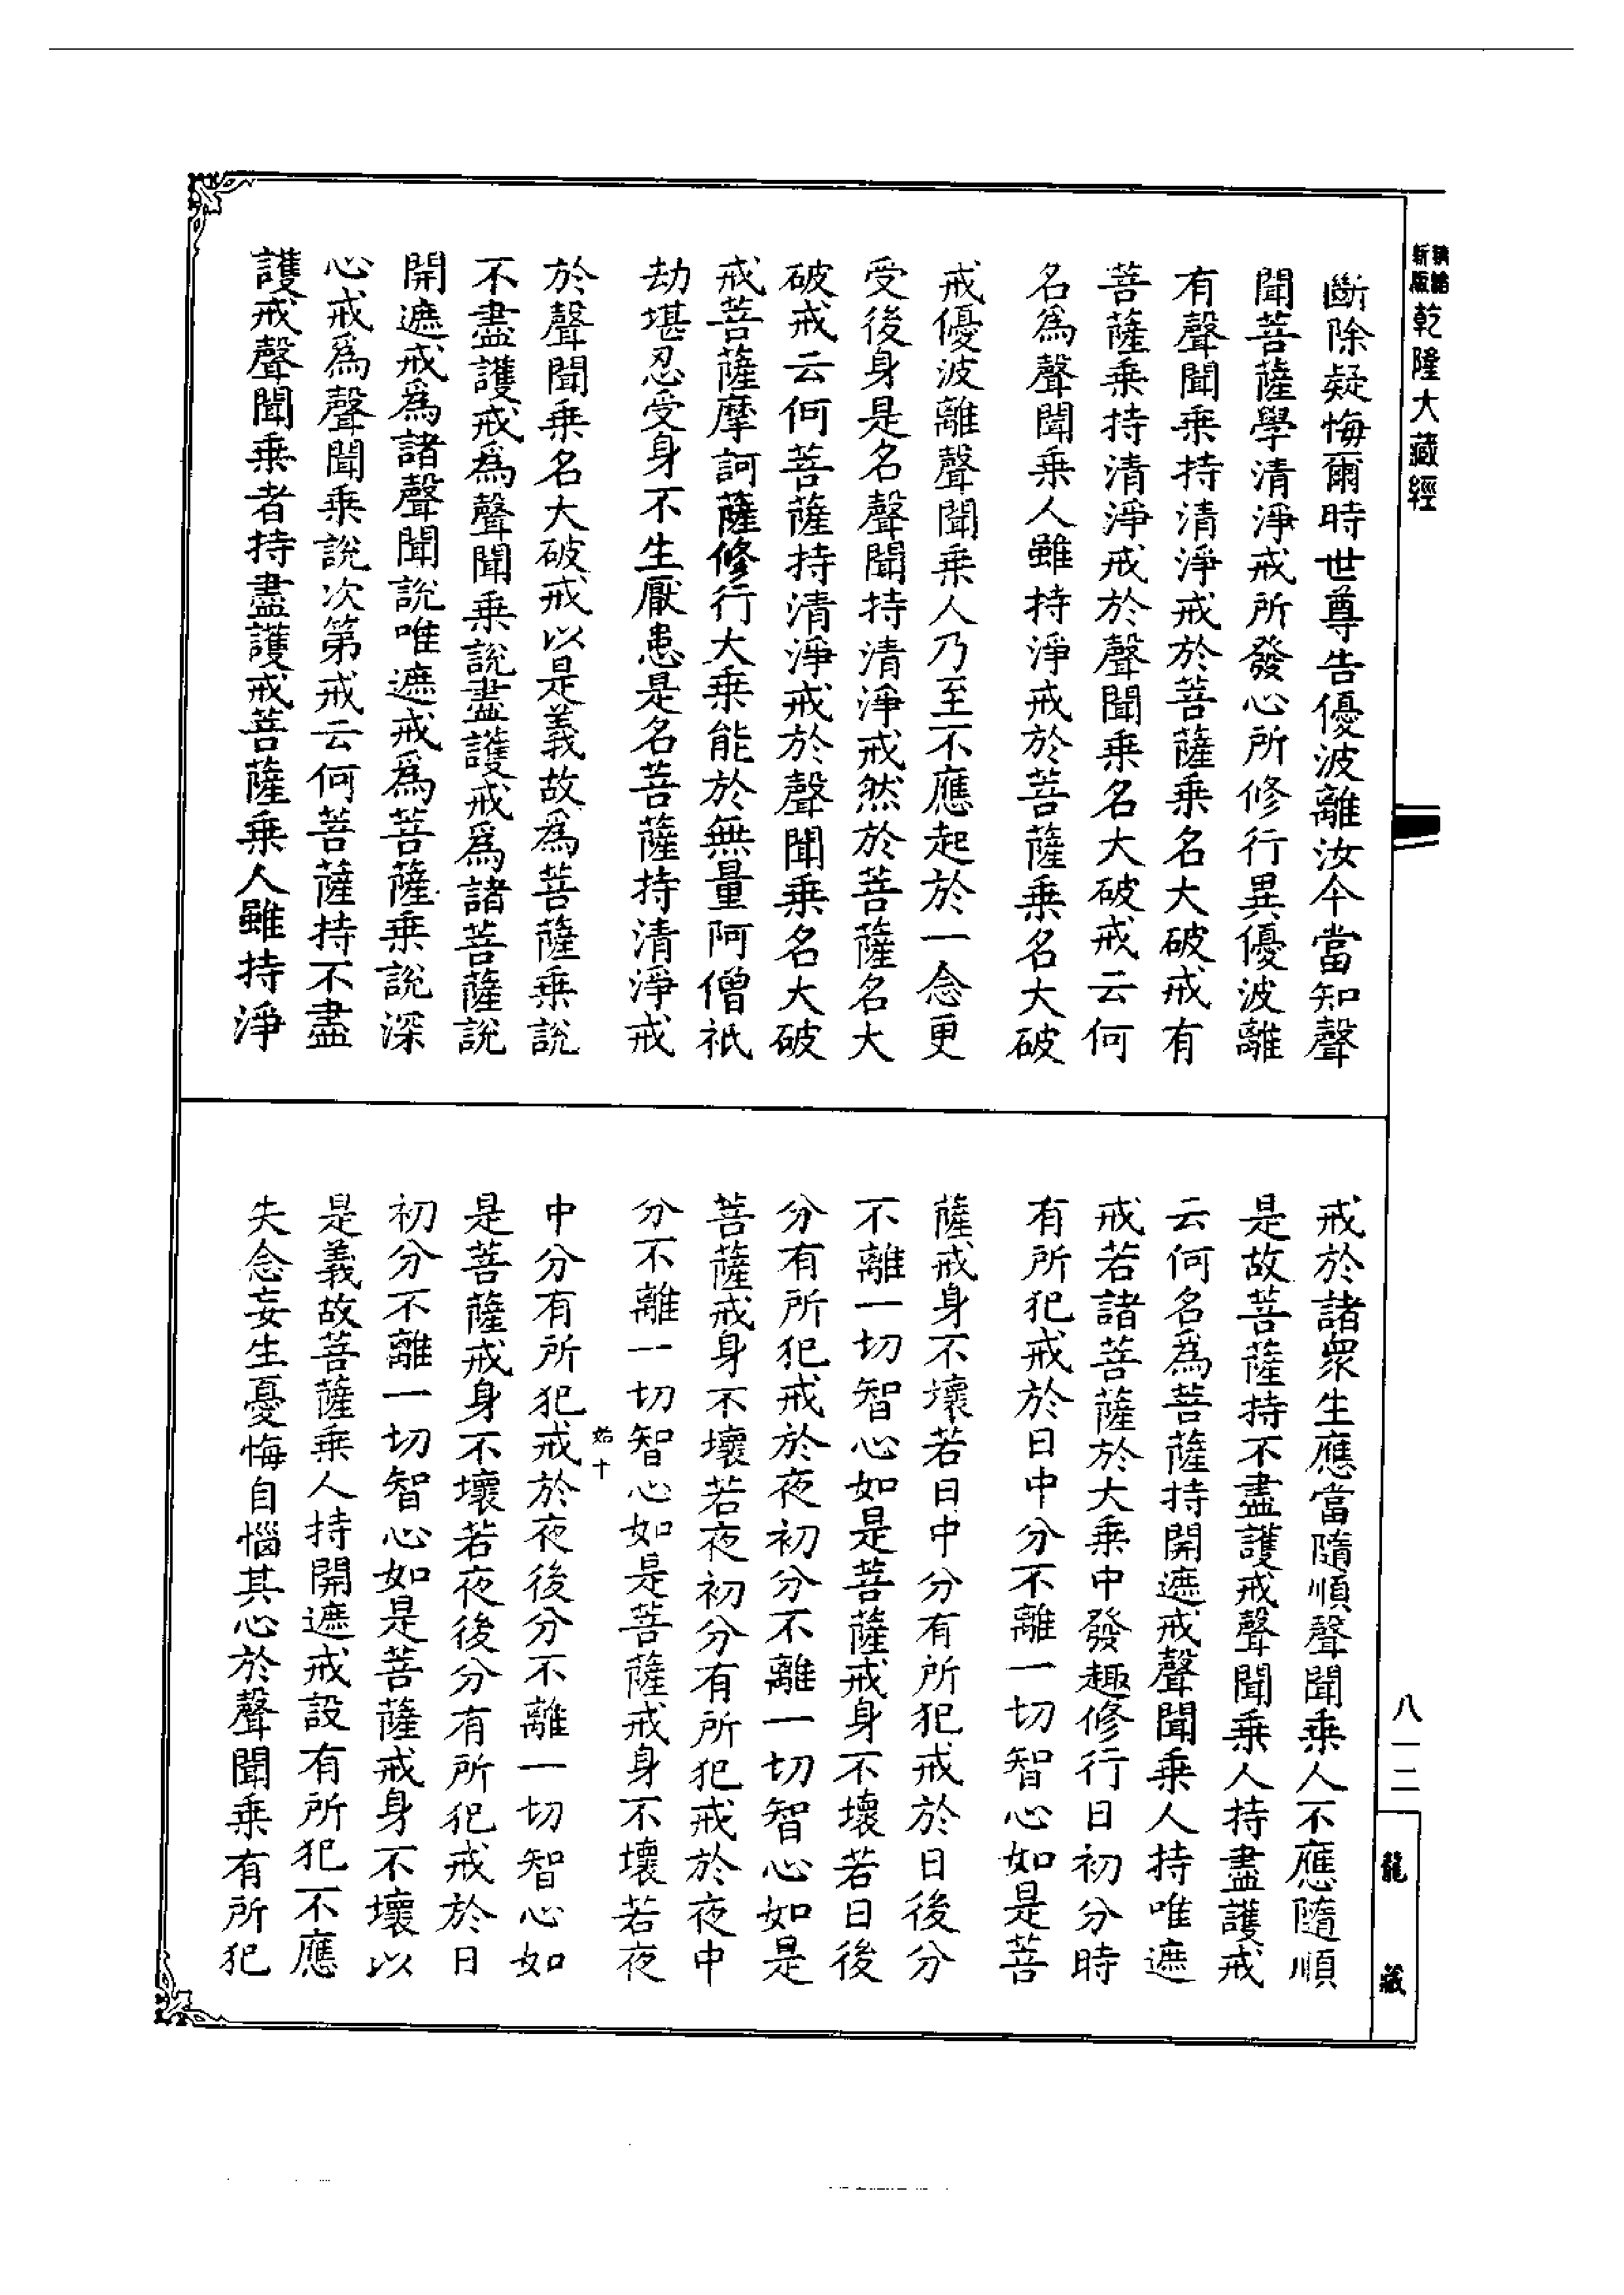 新版
乾隆大藏經
斷除疑悔爾時世尊告優波離汝今當知聲
聞菩薩學清淨戒所發心所修行異優波離
有聲聞乘持清淨戒於菩薩乘名大破戒有
菩薩乘持清淨戒於聲聞乘名大破戒云何
名為聲聞乘人雖持淨戒於菩薩乘名大破
戒優波離聲聞乘人乃至不應起於一念更
受後身是名聲聞持清淨戒然於菩薩名大
破戒云何菩薩持清淨戒於聲聞乘名大破
戒菩薩摩訶薩修行大乘能於無量阿僧祇
劫堪忍受身不生厭患是名菩薩持清淨戒
於聲聞乘名大破戒以是義故為菩薩乘說
不盡護戒為聲聞乘說盡護戒為諸菩薩說
開遮戒為諸聲聞說唯遮戒為菩薩乘說深
心戒為聲聞乘說次第戒云何菩薩持不盡
護戒聲聞乘者持盡護戒菩薩乘人雖持淨
戒於諸衆生應當隨順聲聞乘人不應隨順
是故菩薩持不盡護戒聲聞乘人持盡護戒
云何名為菩薩持開遮戒聲聞乘人持唯遮
戒若諸菩薩於大乘中發趣修行日初分時
有所犯戒於日中分不離一切智心如是菩
薩戒身不壞若日中分有所犯戒於日後分
不離一切智心如是菩薩戒身不壞若日後
分有所犯戒於夜初分不離一切智心如是
菩薩戒身不壞若夜初分有所犯戒於夜中
分不離一切智心如是菩薩戒身不壞若夜
始十
中分有所犯戒於夜後分不離一切智心如
是菩薩戒身不壞若夜後分有所犯戒於日
初分不離一切智心如是菩薩戒身不壞以
是義故菩薩乘人持開遮戒設有所犯不應
失念妄生憂悔自惱其心於聲聞乘有所犯
八一二
龍藏